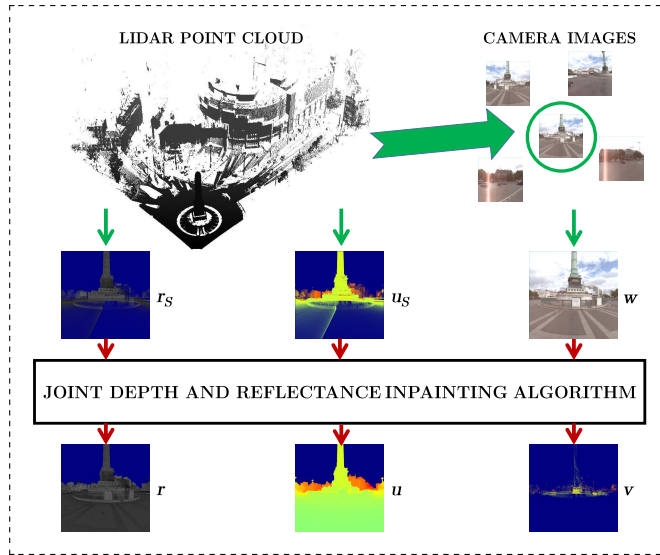 LIDAR POINT CLOUD
CAMERA IMAGES
r_S
u_S
w
JOINT DEPTH AND REFLECTANCE INPAINTING ALGORITHM
r
u
v